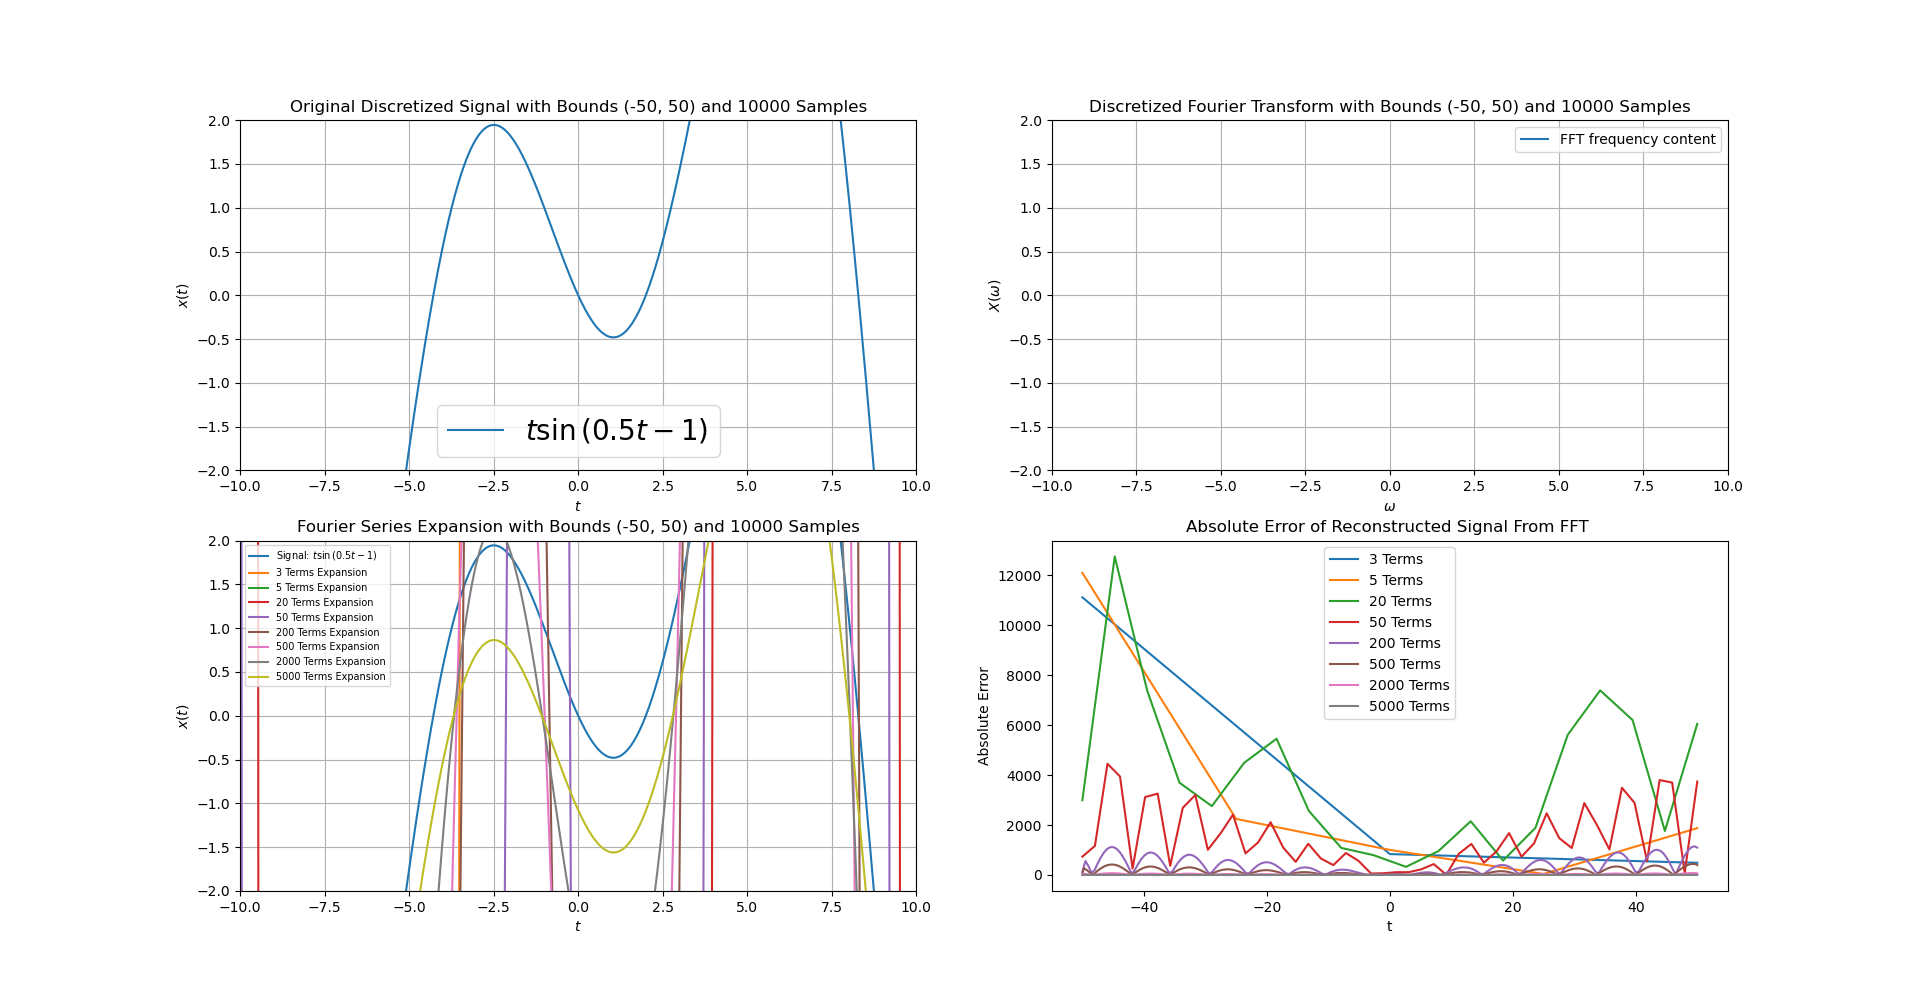 Original Discretized Signal with Bounds (-50, 50) and 10000 Samples
2.0
1.5
1.0
0.5
0.0
−0.5
−1.0
−1.5
−2.0
x(t)
t sin (0.5t − 1)
−10.0 −7.5 −5.0 −2.5 0.0 2.5 5.0 7.5 10.0
t
Discretized Fourier Transform with Bounds (-50, 50) and 10000 Samples
2.0
1.5
1.0
0.5
0.0
−0.5
−1.0
−1.5
−2.0
X(ω)
FFT frequency content
−10.0 −7.5 −5.0 −2.5 0.0 2.5 5.0 7.5 10.0
ω
Fourier Series Expansion with Bounds (-50, 50) and 10000 Samples
2.0
1.5
1.0
0.5
0.0
−0.5
−1.0
−1.5
−2.0
x(t)
Signal: t sin (0.5t − 1)
3 Terms Expansion
5 Terms Expansion
20 Terms Expansion
50 Terms Expansion
200 Terms Expansion
500 Terms Expansion
2000 Terms Expansion
5000 Terms Expansion
−10.0 −7.5 −5.0 −2.5 0.0 2.5 5.0 7.5 10.0
t
Absolute Error of Reconstructed Signal From FFT
12000
10000
8000
6000
4000
2000
0
Absolute Error
3 Terms
5 Terms
20 Terms
50 Terms
200 Terms
500 Terms
2000 Terms
5000 Terms
−40 −20 0 20 40
t